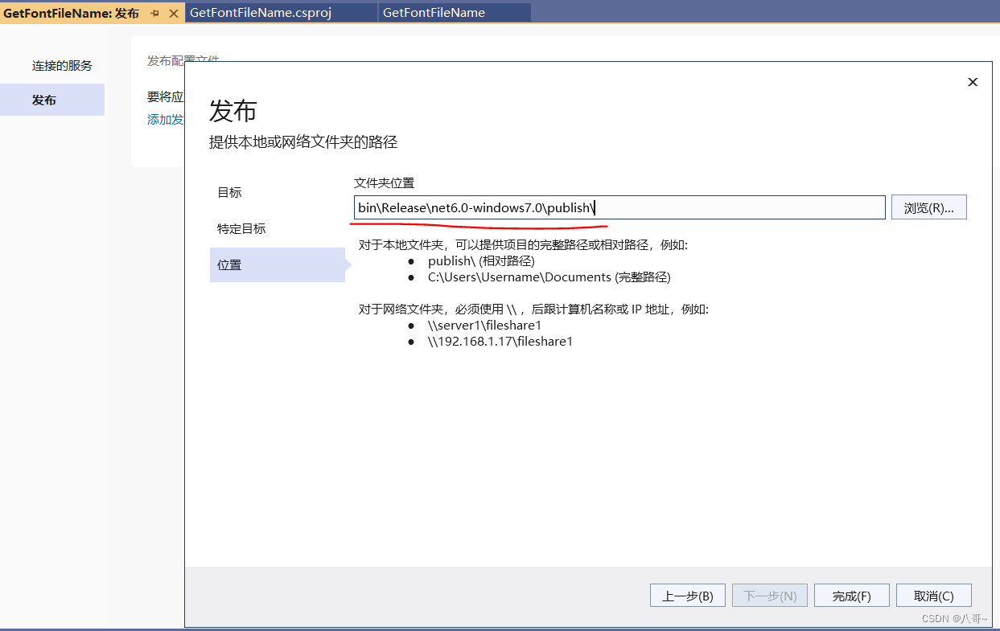 GetFontFileName: 发布
GetFontFileName.csproj
GetFontFileName
连接的服务
发布
发布配置文件
要将应
添加发
发布
提供本地或网络文件夹的路径
目标
特定目标
位置
文件夹位置
bin\Release\net6.0-windows7.0\publish\
浏览(R)...
对于本地文件夹，可以提供项目的完整路径或相对路径，例如:
● publish\ (相对路径)
● C:\Users\Username\Documents (完整路径)
对于网络文件夹，必须使用 \\ ，后跟计算机名称或 IP 地址，例如:
● \\server1\fileshare1
● \\192.168.1.17\fileshare1
上一步(B)
下一步(N)
完成(F)
取消(C)
CSDN @八哥~